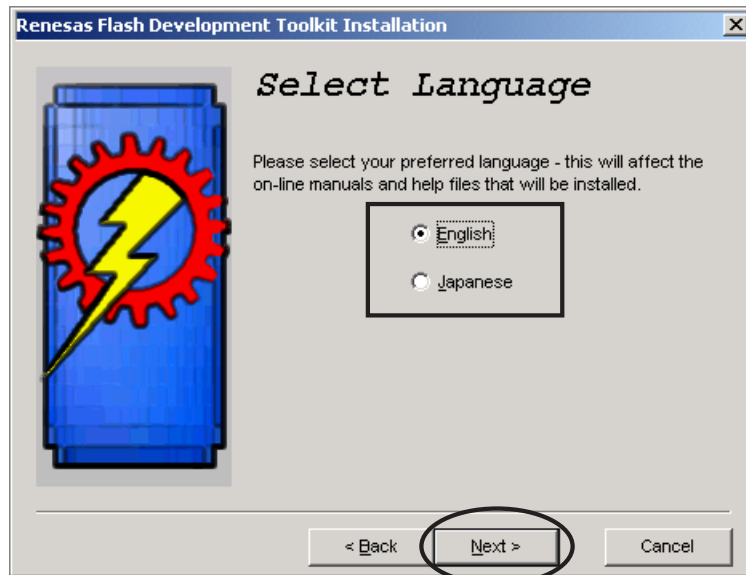 Renesas Flash Development Toolkit Installation
Select Language
Please select your preferred language - this will affect the
on-line manuals and help files that will be installed.
English
Japanese
< Back Next > Cancel